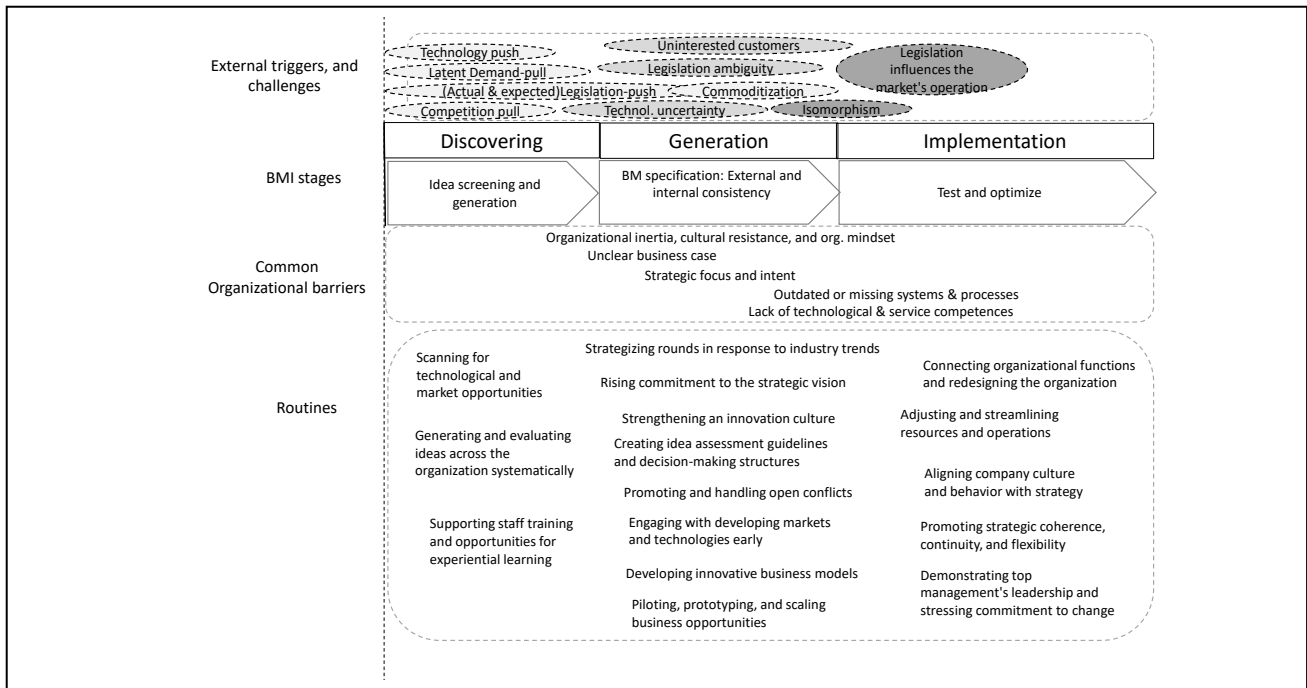 External triggers, and
challenges
Technology push
Latent Demand-pull
(Actual & expected)Legislation-push
Competition pull
Uninterested customers
Legislation ambiguity
Commoditization
Technol. uncertainty
Isomorphism
Legislation
influences the
market's operation
Discovering
Generation
Implementation
BMI stages
Idea screening and
generation
BM specification: External and
internal consistency
Test and optimize
Common
Organizational barriers
Organizational inertia, cultural resistance, and org. mindset
Unclear business case
Strategic focus and intent
Outdated or missing systems & processes
Lack of technological & service competences
Routines
Scanning for
technological and
market opportunities
Generating and evaluating
ideas across the
organization systematically
Supporting staff training
and opportunities for
experiential learning
Strategizing rounds in response to industry trends
Rising commitment to the strategic vision
Strengthening an innovation culture
Creating idea assessment guidelines
and decision-making structures
Promoting and handling open conflicts
Engaging with developing markets
and technologies early
Developing innovative business models
Piloting, prototyping, and scaling
business opportunities
Connecting organizational functions
and redesigning the organization
Adjusting and streamlining
resources and operations
Aligning company culture
and behavior with strategy
Promoting strategic coherence,
continuity, and flexibility
Demonstrating top
management's leadership and
stressing commitment to change